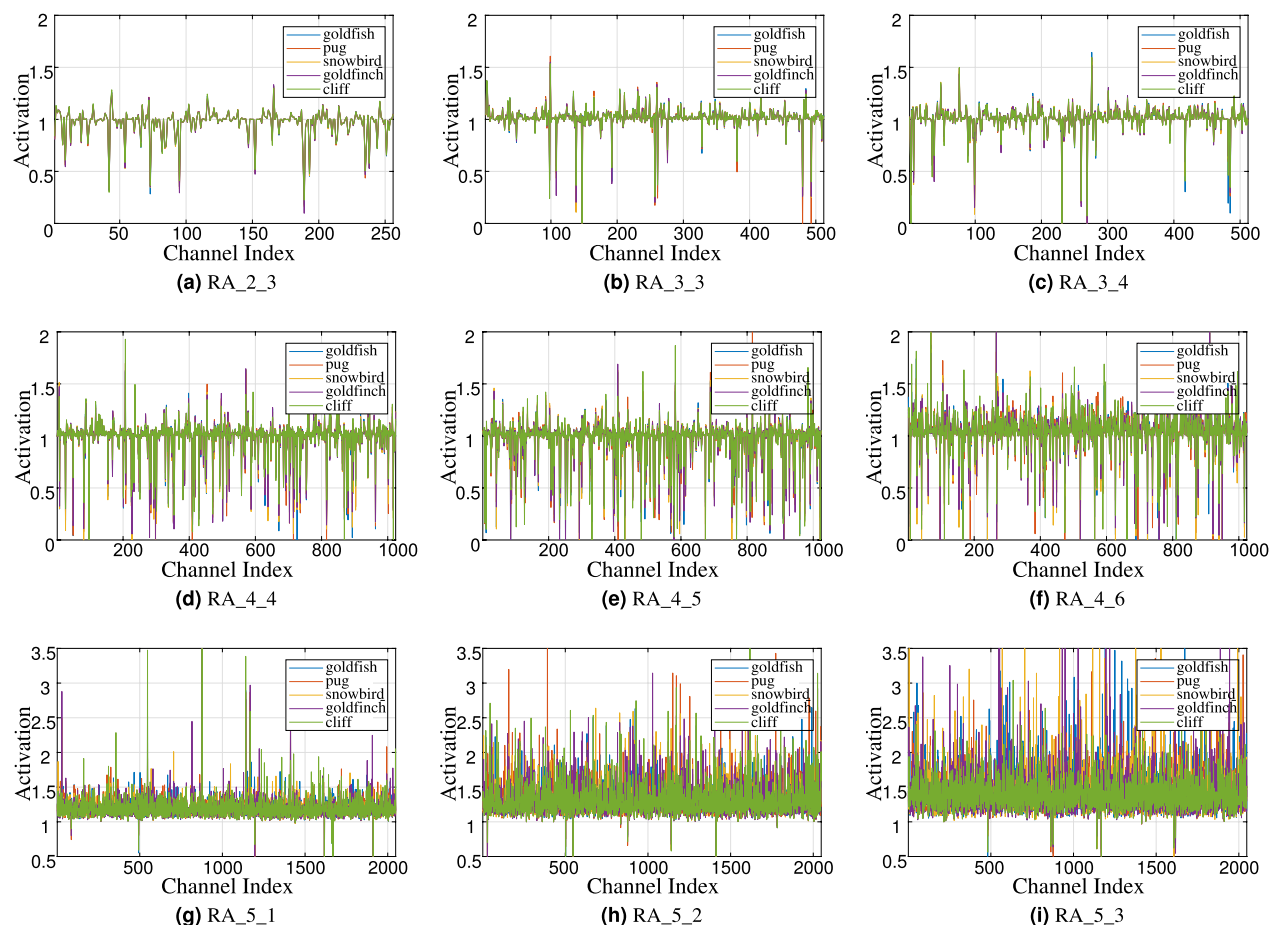 2
1.5
1
0.5
0
Activation
50 100 150 200 250
Channel Index
goldfish
pug
snowbird
goldfinch
cliff
(a) RA_2_3
2
1.5
1
0.5
0
Activation
100 200 300 400 500
Channel Index
goldfish
pug
snowbird
goldfinch
cliff
(b) RA_3_3
2
1.5
1
0.5
0
Activation
100 200 300 400 500
Channel Index
goldfish
pug
snowbird
goldfinch
cliff
(c) RA_3_4
2
1.5
1
0.5
0
Activation
200 400 600 800 1000
Channel Index
goldfish
pug
snowbird
goldfinch
cliff
(d) RA_4_4
2
1.5
1
0.5
0
Activation
200 400 600 800 1000
Channel Index
goldfish
pug
snowbird
goldfinch
cliff
(e) RA_4_5
2
1.5
1
0.5
0
Activation
200 400 600 800 1000
Channel Index
goldfish
pug
snowbird
goldfinch
cliff
(f) RA_4_6
3.5
3
2.5
2
1.5
1
0.5
Activation
500 1000 1500 2000
Channel Index
goldfish
pug
snowbird
goldfinch
cliff
(g) RA_5_1
3.5
3
2.5
2
1.5
1
0.5
Activation
500 1000 1500 2000
Channel Index
goldfish
pug
snowbird
goldfinch
cliff
(h) RA_5_2
3.5
3
2.5
2
1.5
1
0.5
Activation
500 1000 1500 2000
Channel Index
goldfish
pug
snowbird
goldfinch
cliff
(i) RA_5_3